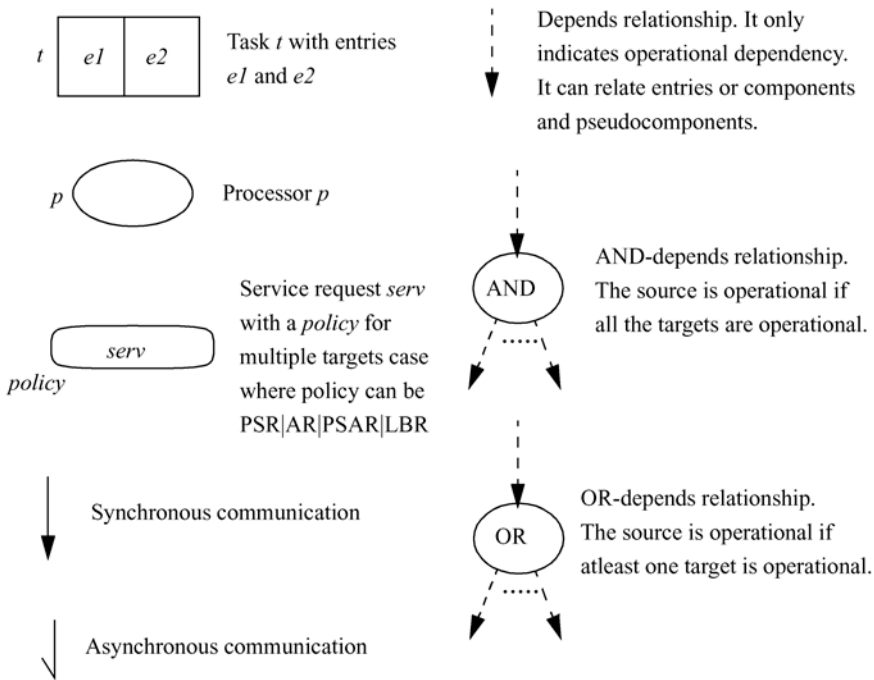 t
e1
e2
Task t with entries
e1 and e2
p
Processor p
serv
policy
Service request serv
with a policy for
multiple targets case
where policy can be
PSR|AR|PSAR|LBR
Synchronous communication
Asynchronous communication
Depends relationship. It only
indicates operational dependency.
It can relate entries or components
and pseudocomponents.
AND
AND-depends relationship.
The source is operational if
all the targets are operational.
OR
OR-depends relationship.
The source is operational if
atleast one target is operational.